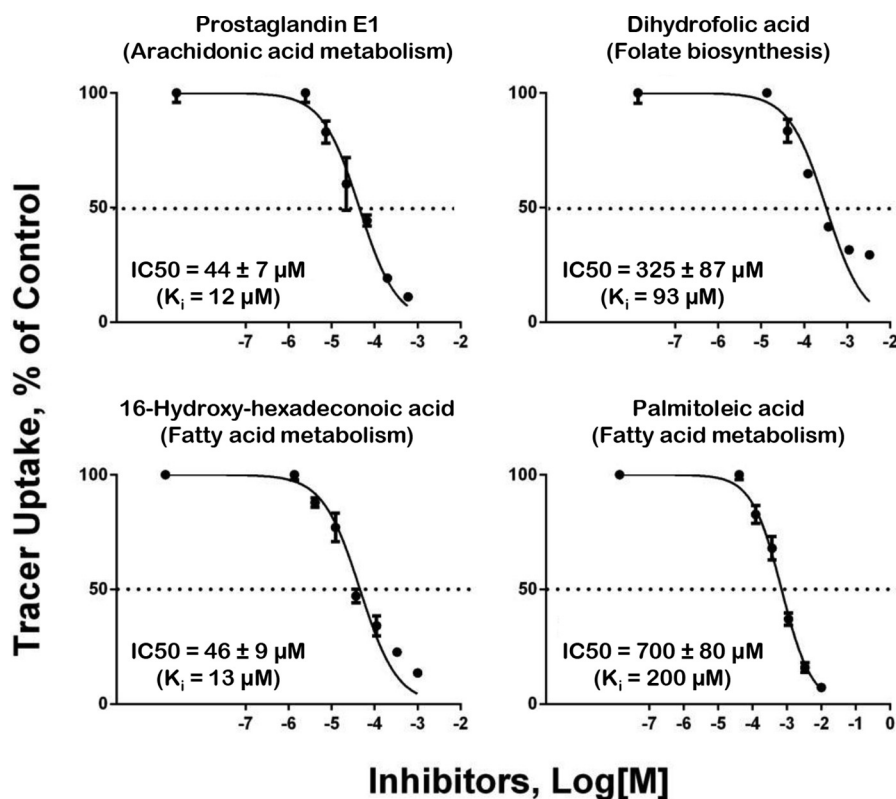 Prostaglandin E1
(Arachidonic acid metabolism)
100
50
0
IC50 = 44 ± 7 µM
(Ki = 12 µM)
-7 -6 -5 -4 -3 -2
Dihydrofolic acid
(Folate biosynthesis)
100
50
0
IC50 = 325 ± 87 µM
(Ki = 93 µM)
-7 -6 -5 -4 -3 -2
16-Hydroxy-hexadeconoic acid
(Fatty acid metabolism)
100
50
0
IC50 = 46 ± 9 µM
(Ki = 13 µM)
-7 -6 -5 -4 -3 -2
Palmitoleic acid
(Fatty acid metabolism)
100
50
0
IC50 = 700 ± 80 µM
(Ki = 200 µM)
-7 -6 -5 -4 -3 -2 -1 0
Tracer Uptake, % of Control
Inhibitors, Log[M]